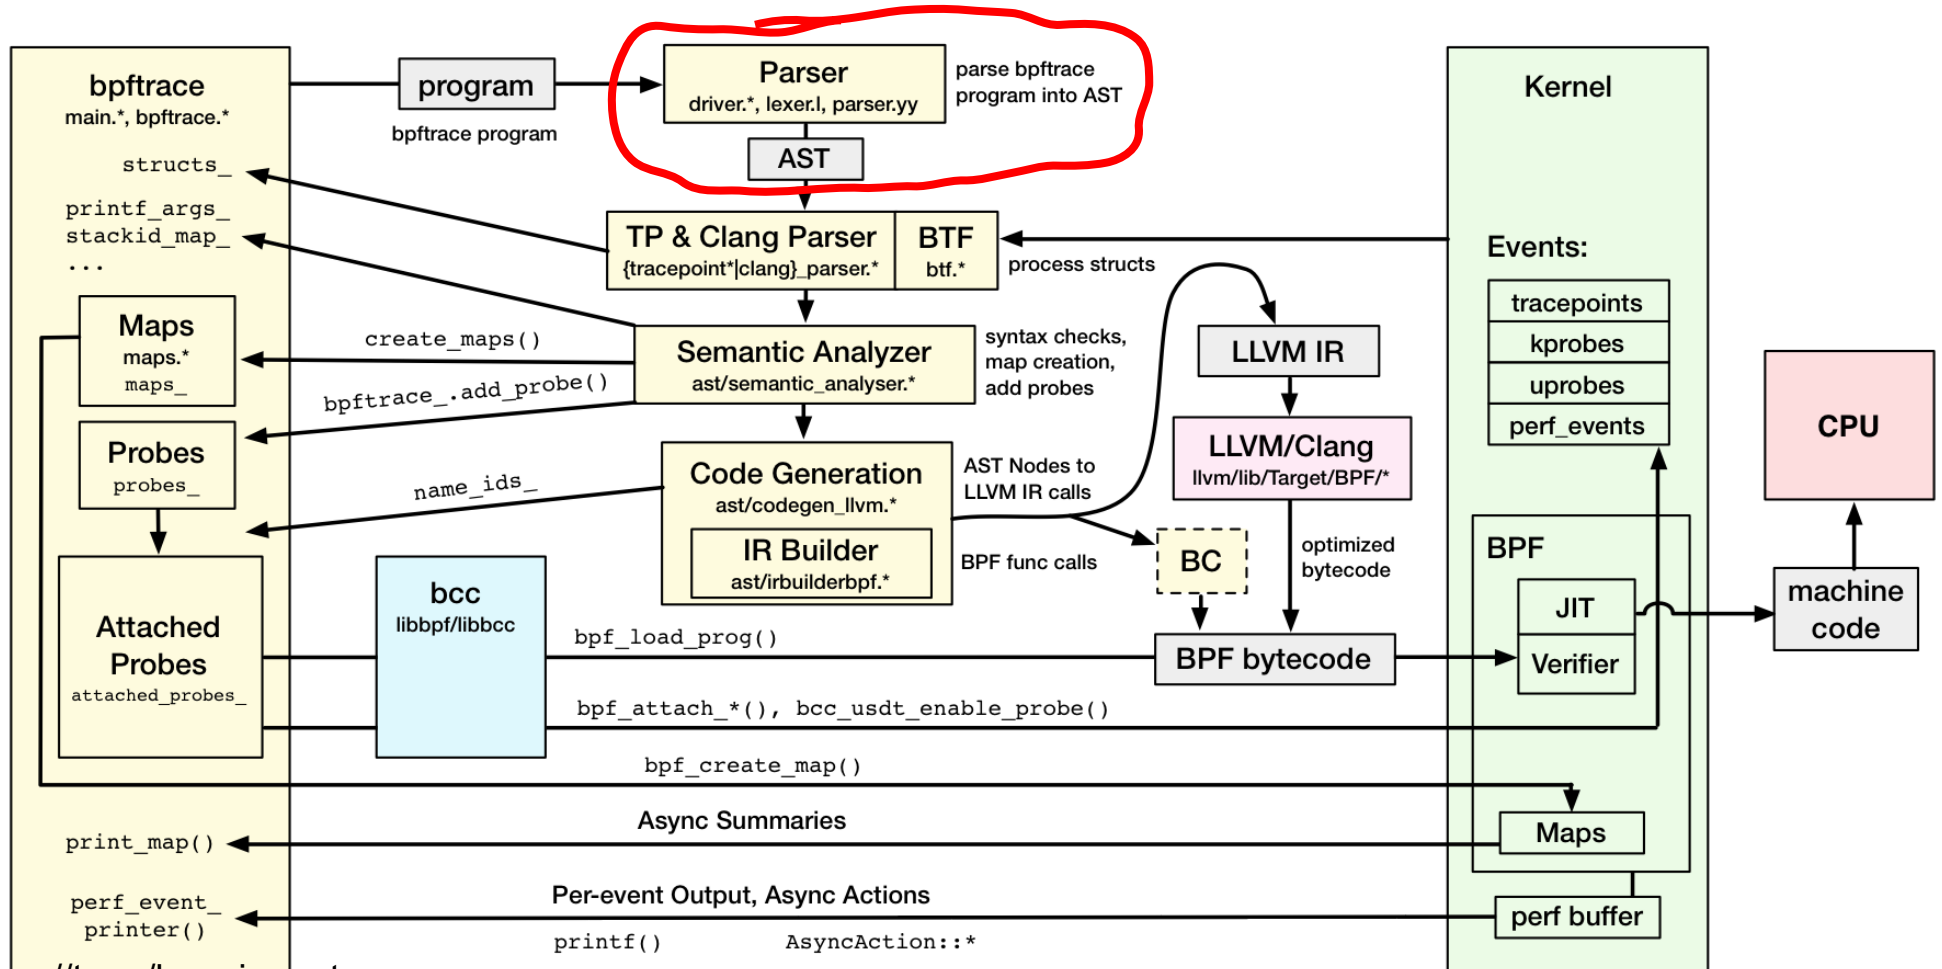 bpftrace
main.*, bpftrace.*
structs_
printf_args_
stackid_map_
...
Maps
maps.*
maps_
Probes
probes_
Attached
Probes
attached_probes_
print_map()
perf_event_
printer()
program
bpftrace program
Parser
driver.*, lexer.l, parser.yy
parse bpftrace
program into AST
AST
TP & Clang Parser
{tracepoint*|clang}_parser.*
BTF
btf.*
process structs
create_maps()
bpftrace_.add_probe()
name_ids_
Semantic Analyzer
ast/semantic_analyser.*
syntax checks,
map creation,
add probes
Code Generation
ast/codegen_llvm.*
IR Builder
ast/irbuilderbpf.*
AST Nodes to
LLVM IR calls
BPF func calls
LLVM IR
LLVM/Clang
llvm/lib/Target/BPF/*
optimized
bytecode
BC
BPF bytecode
bcc
libbpf/libbcc
bpf_load_prog()
bpf_attach_*(), bcc_usdt_enable_probe()
bpf_create_map()
Async Summaries
Per-event Output, Async Actions
printf()
AsyncAction::*
Kernel
Events:
tracepoints
kprobes
uprobes
perf_events
BPF
JIT
Verifier
Maps
perf buffer
CPU
machine
code